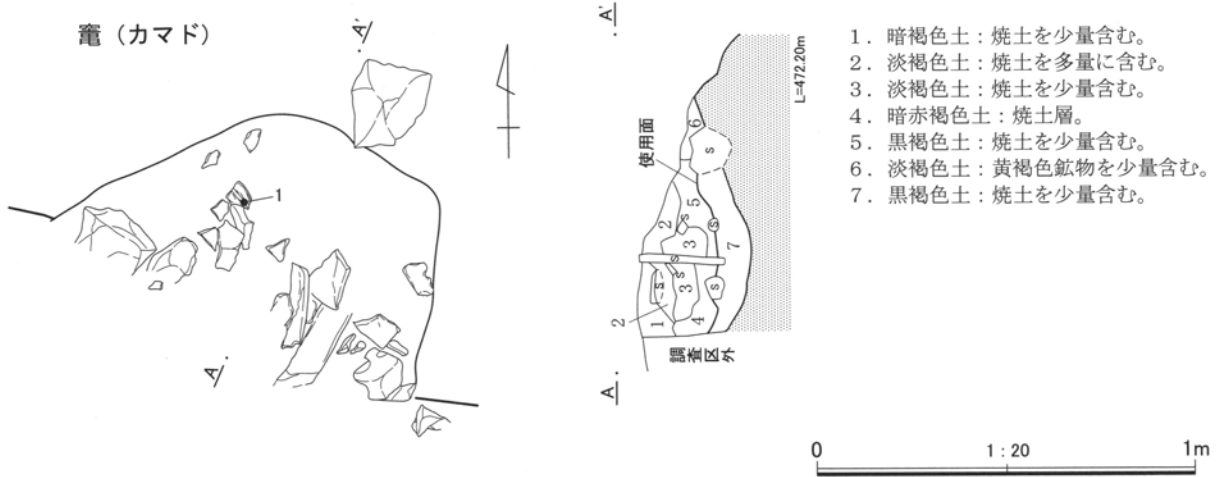 竈（カマド）
A'
1
A
A'
L=472.20m
使用面
6
s
5
2
s
s
3
7
s
s
s
3
s
2
1
4
調査区外
A
1．暗褐色土：焼土を少量含む。
2．淡褐色土：焼土を多量に含む。
3．淡褐色土：焼土を少量含む。
4．暗赤褐色土：焼土層。
5．黒褐色土：焼土を少量含む。
6．淡褐色土：黄褐色鉱物を少量含む。
7．黒褐色土：焼土を少量含む。
0
1：20
1m